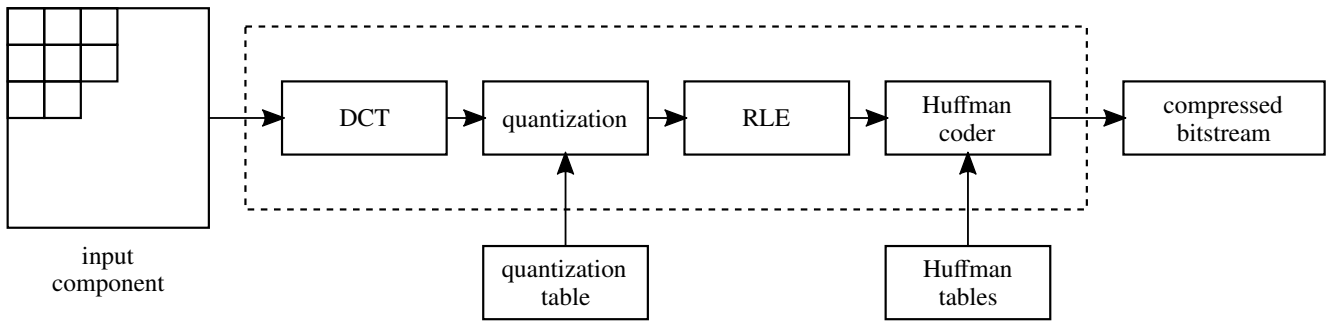 DCT
quantization
RLE
Huffman
coder
compressed
bitstream
input
component
quantization
table
Huffman
tables